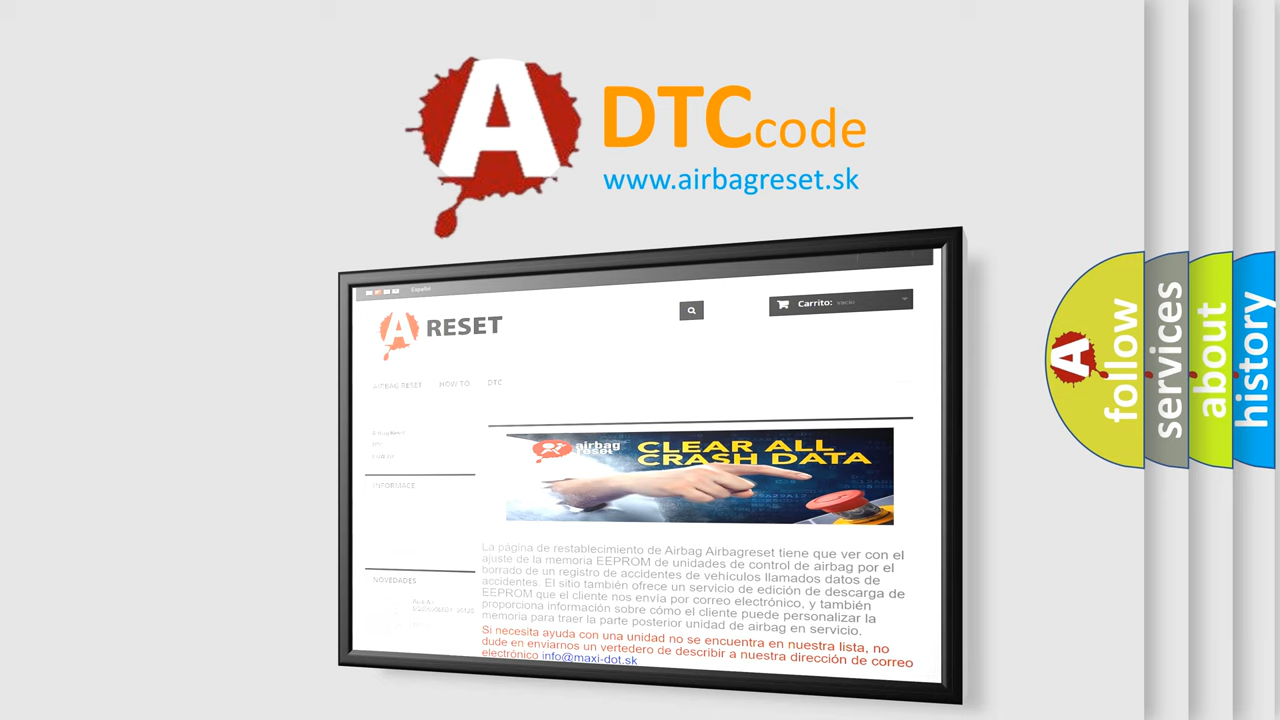 A DTCcode
www.airbagreset.sk
Español
A RESET
Carrito: vacío
AIRBAG RESET HOW TO DTC
INFORMACE
airbag
reset
CLEAR ALL
CRASH DATA
La página de restablecimiento de Airbag Airbagreset tiene que ver con el
ajuste de la memoria EEPROM de unidades de control de airbag por el
borrado de un registro de accidentes de vehículos llamados datos de
accidentes. El sitio también ofrece un servicio de edición de descarga de
EEPROM que el cliente nos envía por correo electrónico, y también
proporciona información sobre cómo el cliente puede personalizar la
memoria para traer la parte posterior unidad de airbag en servicio.
Si necesita ayuda con una unidad no se encuentra en nuestra lista, no
dude en enviarnos un vertedero de describir a nuestra dirección de correo
electrónico info@maxi-dot.sk
NOVEDADES
A follow
services
about
history